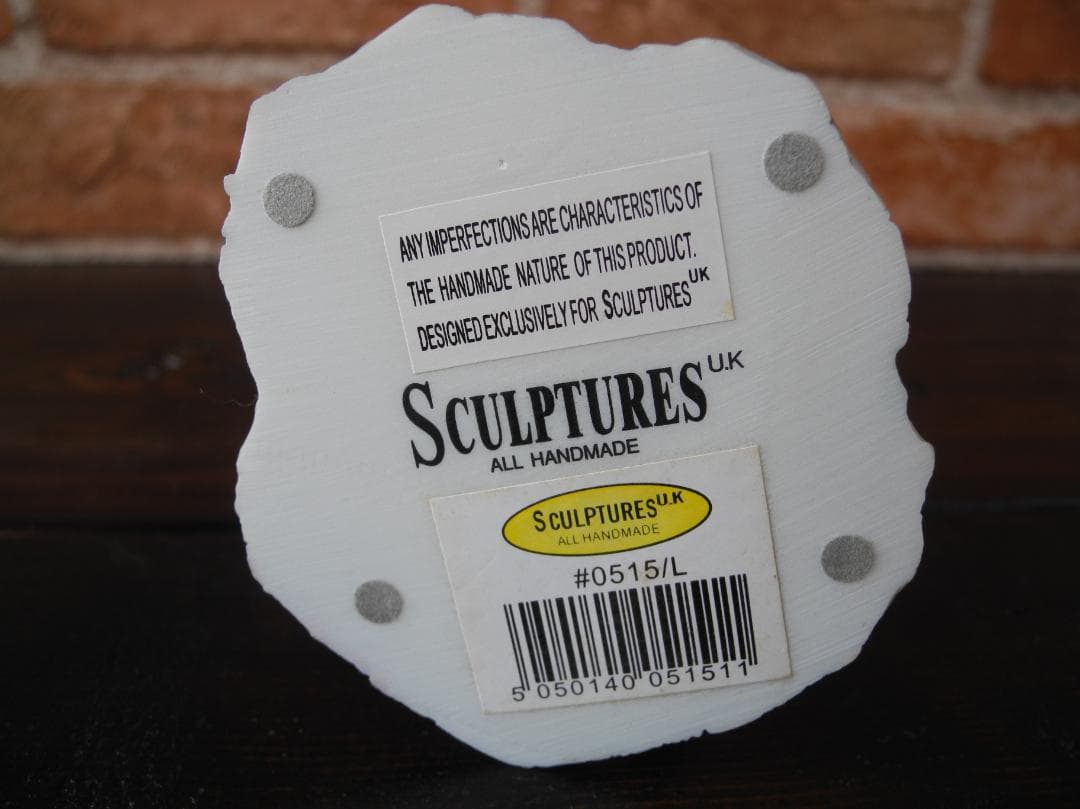 ANY IMPERFECTIONS ARE CHARACTERISTICS OF
THE HANDMADE NATURE OF THIS PRODUCT.
DESIGNED EXCLUSIVELY FOR SCULPTURES UK
SCULPTURES U.K
ALL HANDMADE
SCULPTURES U.K
ALL HANDMADE
#0515/L
5 050140 051511